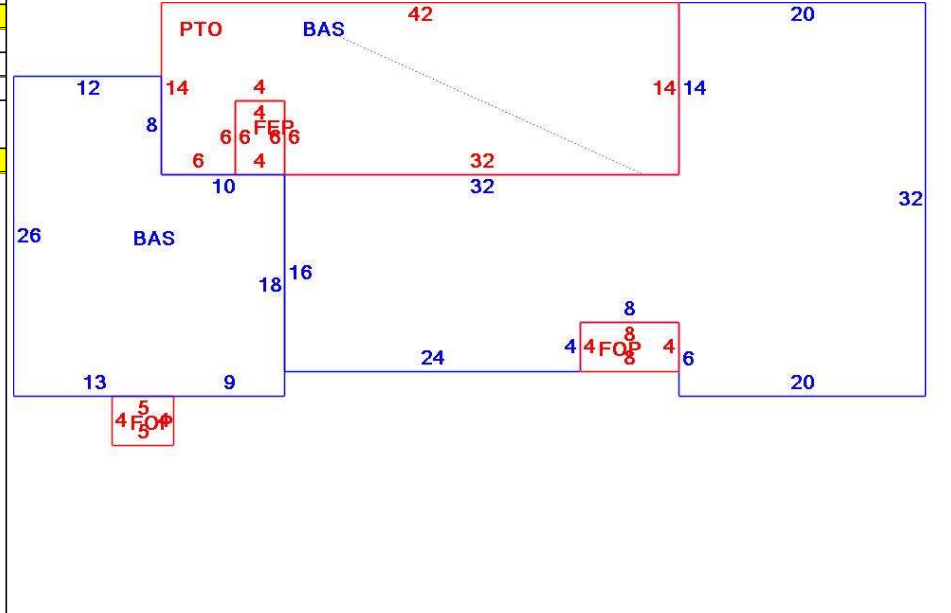 42 20
PTO BAS
12 14 4 14 14
4
8 FEP
6 6 6 6
6 4 32
10 32
32
26 BAS
16
18
8
8
4 4 FOP 4 6
8
24
13 9 20
5
4 FOP 4
5